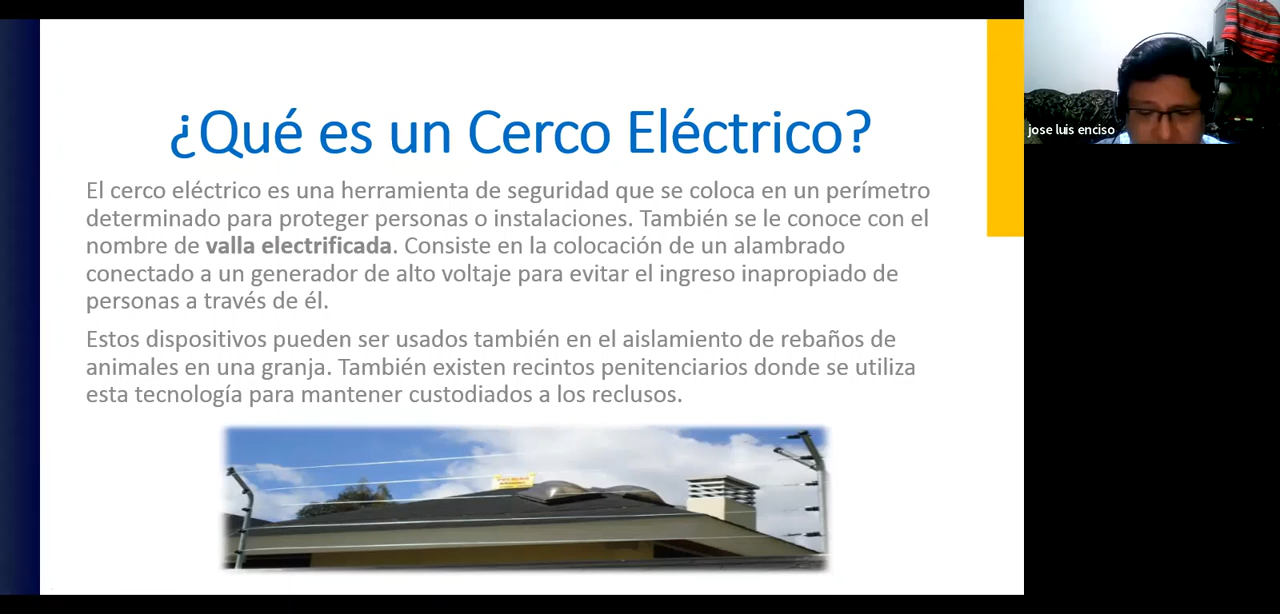 ¿Qué es un Cerco Eléctrico?
El cerco eléctrico es una herramienta de seguridad que se coloca en un perímetro
determinado para proteger personas o instalaciones. También se le conoce con el
nombre de valla electrificada. Consiste en la colocación de un alambrado
conectado a un generador de alto voltaje para evitar el ingreso inapropiado de
personas a través de él.
Estos dispositivos pueden ser usados también en el aislamiento de rebaños de
animales en una granja. También existen recintos penitenciarios donde se utiliza
esta tecnología para mantener custodiados a los reclusos.
jose luis enciso